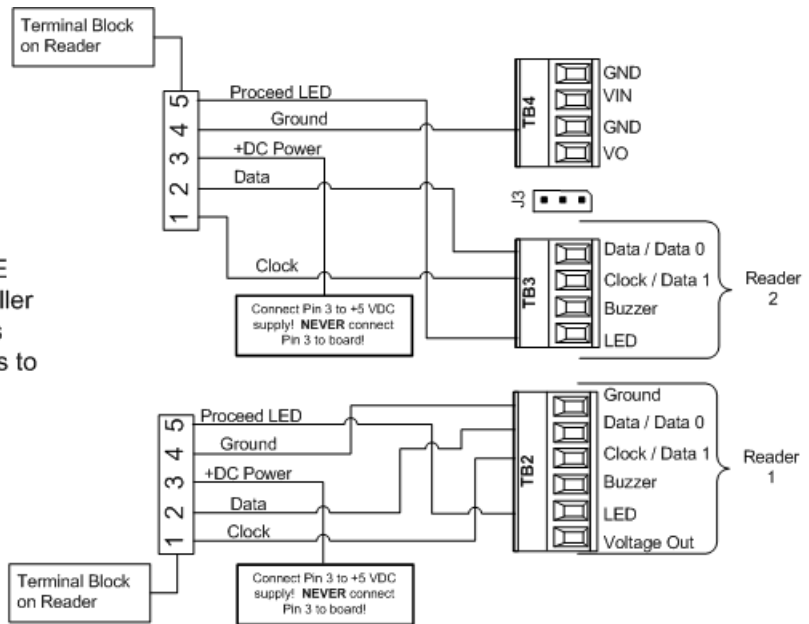 Terminal Block
on Reader
5
4
3
2
1
Proceed LED
Ground
+DC Power
Data
Clock
Connect Pin 3 to +5 VDC
supply! NEVER connect
Pin 3 to board!
TB4
GND
VIN
GND
VO
J3
TB3
Data / Data 0
Clock / Data 1
Buzzer
LED
Reader
2
E
ller
s
s to
5
4
3
2
1
Proceed LED
Ground
+DC Power
Data
Clock
Terminal Block
on Reader
Connect Pin 3 to +5 VDC
supply! NEVER connect
Pin 3 to board!
TB2
Ground
Data / Data 0
Clock / Data 1
Buzzer
LED
Voltage Out
Reader
1